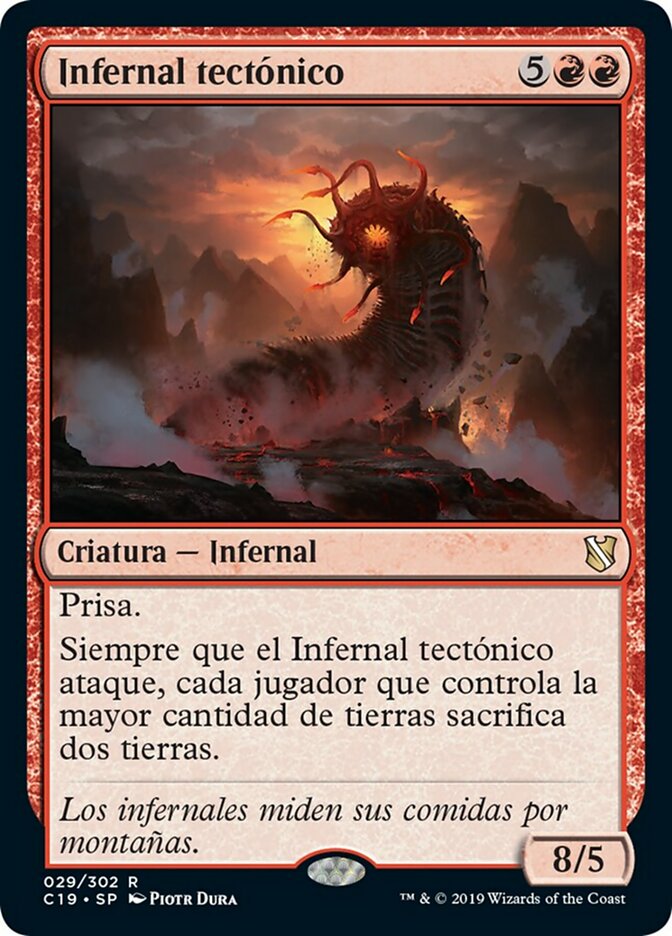 Infernal tectónico 5
Criatura — Infernal
Prisa.
Siempre que el Infernal tectónico
ataque, cada jugador que controla la
mayor cantidad de tierras sacrifica
dos tierras.
Los infernales miden sus comidas por
montañas.
8/5
029/302 R
C19 • SP Piotr Dura
™ & © 2019 Wizards of the Coast